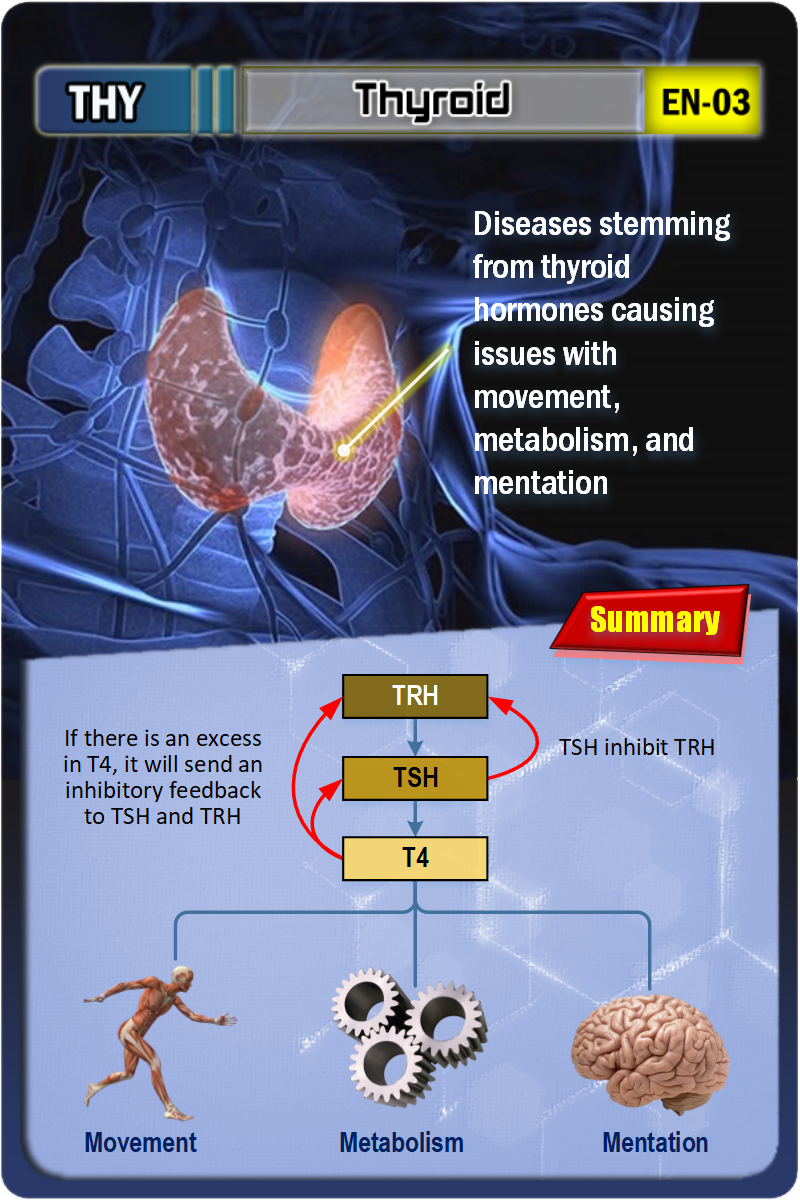 THY
Thyroid
EN-03
Diseases stemming
from thyroid
hormones causing
issues with
movement,
metabolism, and
mentation
Summary
TRH
If there is an excess
in T4, it will send an
inhibitory feedback
to TSH and TRH
TSH inhibit TRH
TSH
T4
Movement
Metabolism
Mentation